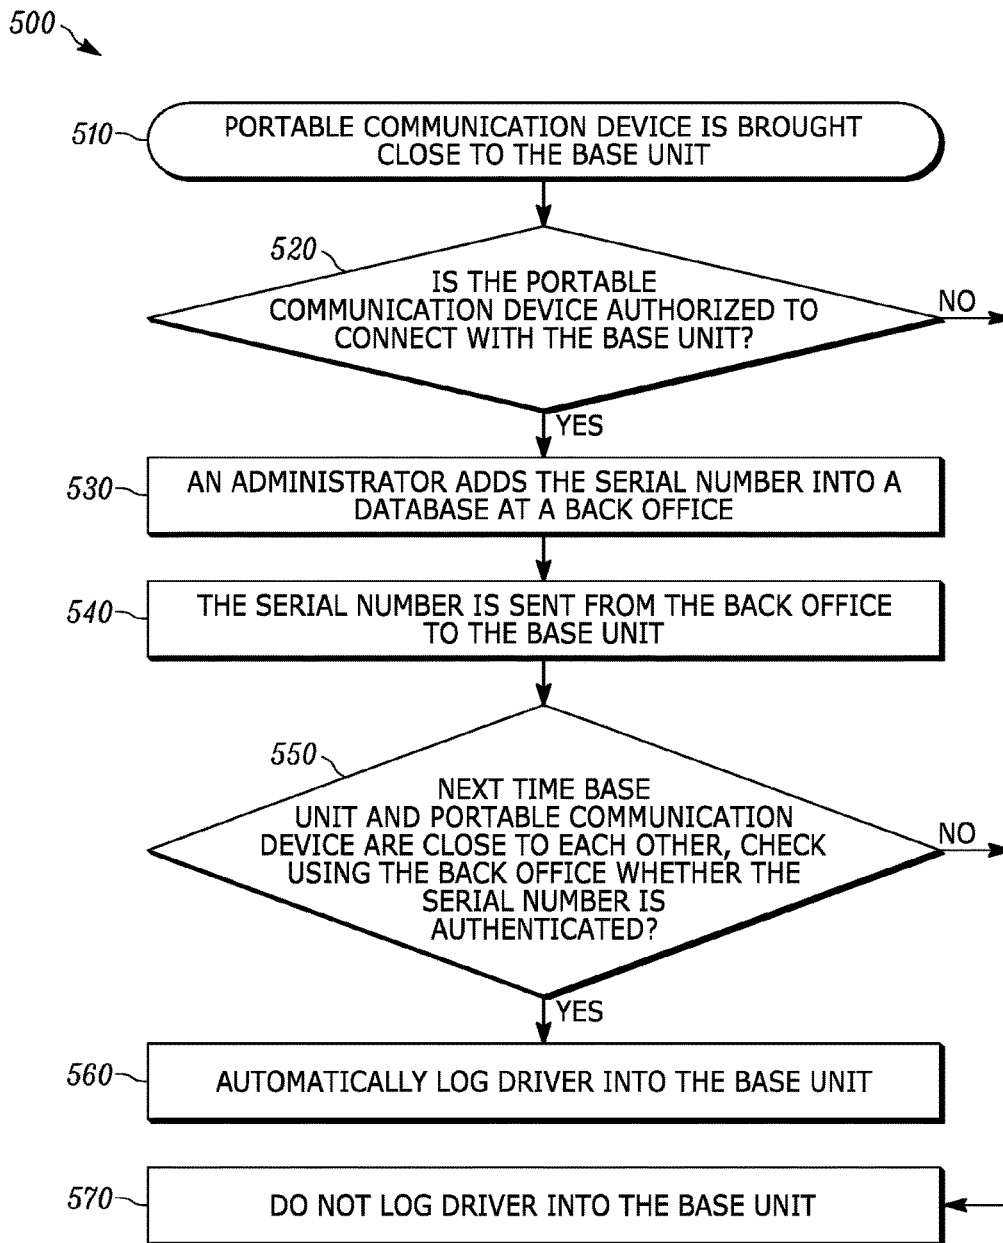 500
510
PORTABLE COMMUNICATION DEVICE IS BROUGHT
CLOSE TO THE BASE UNIT
520
IS THE PORTABLE
COMMUNICATION DEVICE AUTHORIZED TO
CONNECT WITH THE BASE UNIT?
NO
YES
530
AN ADMINISTRATOR ADDS THE SERIAL NUMBER INTO A
DATABASE AT A BACK OFFICE
540
THE SERIAL NUMBER IS SENT FROM THE BACK OFFICE
TO THE BASE UNIT
550
NEXT TIME BASE
UNIT AND PORTABLE COMMUNICATION
DEVICE ARE CLOSE TO EACH OTHER, CHECK
USING THE BACK OFFICE WHETHER THE
SERIAL NUMBER IS
AUTHENTICATED?
NO
YES
560
AUTOMATICALLY LOG DRIVER INTO THE BASE UNIT
570
DO NOT LOG DRIVER INTO THE BASE UNIT